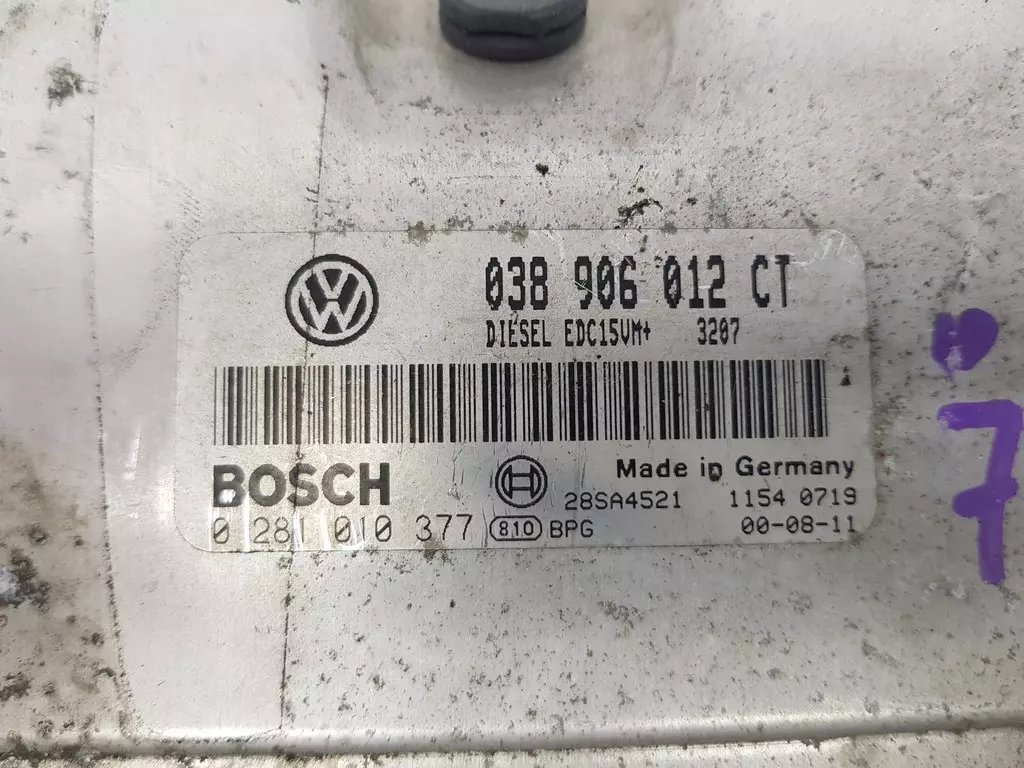 038 906 012 CT
DIESEL EDC15VM+ 3207
BOSCH
Made in Germany
28SA4521 1154 0719
0 281 010 377 810 BPG 00-08-11
7